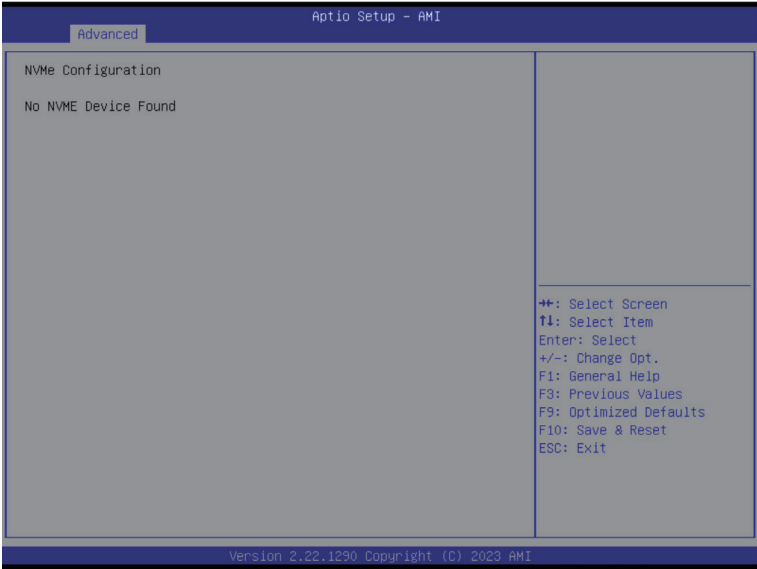 Aptio Setup – AMI
Advanced
NVMe Configuration
No NVME Device Found
→←: Select Screen
↑↓: Select Item
Enter: Select
+/-: Change Opt.
F1: General Help
F3: Previous Values
F9: Optimized Defaults
F10: Save & Reset
ESC: Exit
Version 2.22.1290 Copyright (C) 2023 AMI